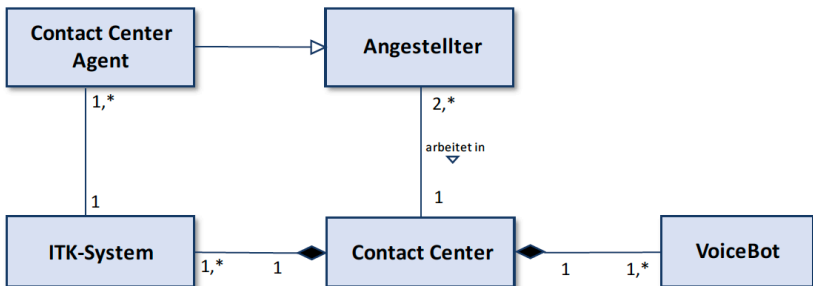 Contact Center
Agent
Angestellter
1,*
2,*
arbeitet in
1
1
ITK-System
1,*
1
Contact Center
1
1,*
VoiceBot